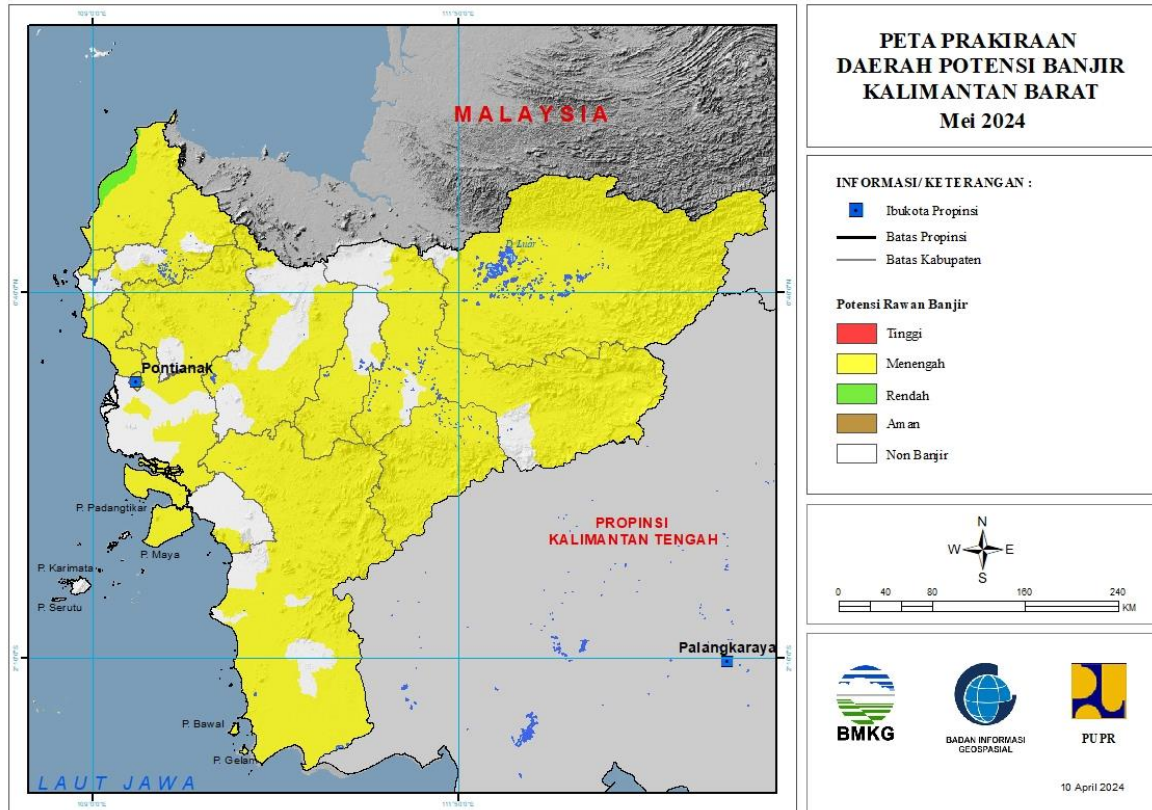 PETA PRAKIRAAN
DAERAH POTENSI BANJIR
KALIMANTAN BARAT
Mei 2024
INFORMASI/ KETERANGAN :
Ibukota Propinsi
Batas Propinsi
Batas Kabupaten
Potensi Rawan Banjir
Tinggi
Menengah
Rendah
Aman
Non Banjir
N
W
E
S
0 40 80 160 240
KM
BMKG
BADAN INFORMASI
GEOSPASIAL
PUPR
10 April 2024
MALAYSIA
D. Luar
Pontianak
P. Padangtikar
P. Maya
PROPINSI
KALIMANTAN TENGAH
P. Karimata
P. Serutu
Palangkaraya
P. Bawal
P. Gelam
LAUT JAWA